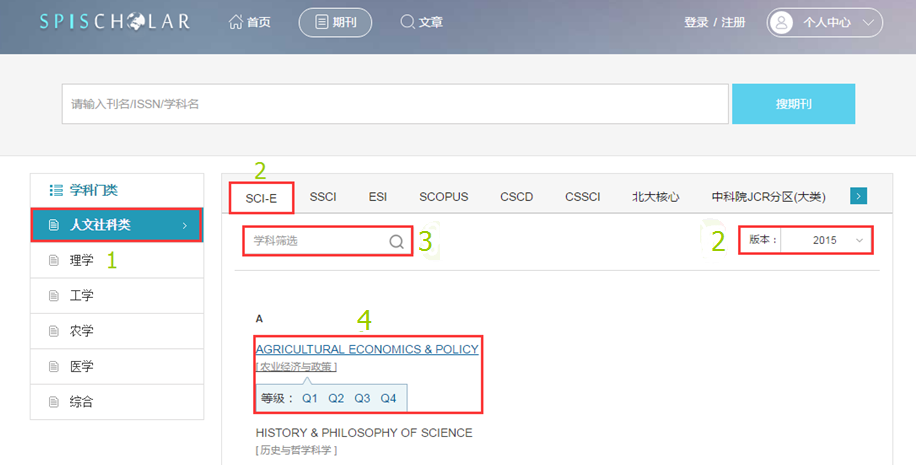 SPISCHOLAR 首页 期刊 文章 登录 / 注册 个人中心
请输入刊名/ISSN/学科名 搜期刊
2
学科门类 SCI-E SSCI ESI SCOPUS CSCD CSSCI 北大核心 中科院JCR分区(大类)
人文社科类
学科筛选 3 2 版本： 2015
理学 1
工学
A 4
农学
AGRICULTURAL ECONOMICS & POLICY
[ 农业经济与政策 ]
医学
等级： Q1 Q2 Q3 Q4
综合
HISTORY & PHILOSOPHY OF SCIENCE
[ 历史与哲学科学 ]